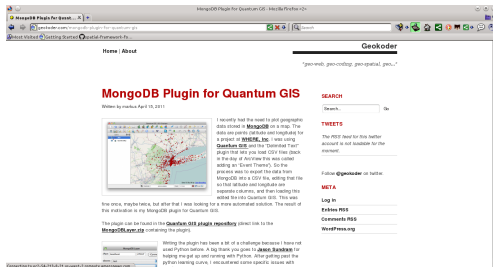 MongoDB Plugin For Quantum GIS - Mozilla Firefox <2>
MongoDB Plugin For Quant...
geokoder.com/mongodb-plugin-for-quantum-gis
Search
Most Visited Getting Started
Home | About
Geokoder
"geo-web, geo-coding, geo-spatial, geo..."
MongoDB Plugin for Quantum GIS
Written by markus April 15, 2011
I recently had the need to plot geographic
data stored in MongoDB on a map. The
data are points (latitude and longitude) for
a project at WHERE, Inc. I was using
Quantum GIS and the "Delimited Text"
plugin that lets you load CSV files (back
in the day of ArcView this was called
adding an "Event Theme"). So the
process was to export the data from
MongoDB into a CSV file, editing that file
so that latitude and longitude are
separate columns, and then loading this
edited file into Quantum GIS. This was
fine once, maybe twice, but after that I was looking for a more automated solution. The result of
this motivation is my MongoDB plugin for Quantum GIS.
The plugin can be found in the Quantum GIS plugin repository (direct link to the
MongoDBLayer.zip containing the plugin).
Writing the plugin has been a bit of a challenge because I have not
used Python before. A big thank you goes to Jason Sundram for
helping me get up and running with Python. After getting past the
python learning curve, I encountered some specific issues with
SEARCH
Search...
Go
TWEETS
The RSS feed for this twitter
account is not loadable for the
moment.
Follow @geokoder on twitter.
META
Log in
Entries RSS
Comments RSS
WordPress.org